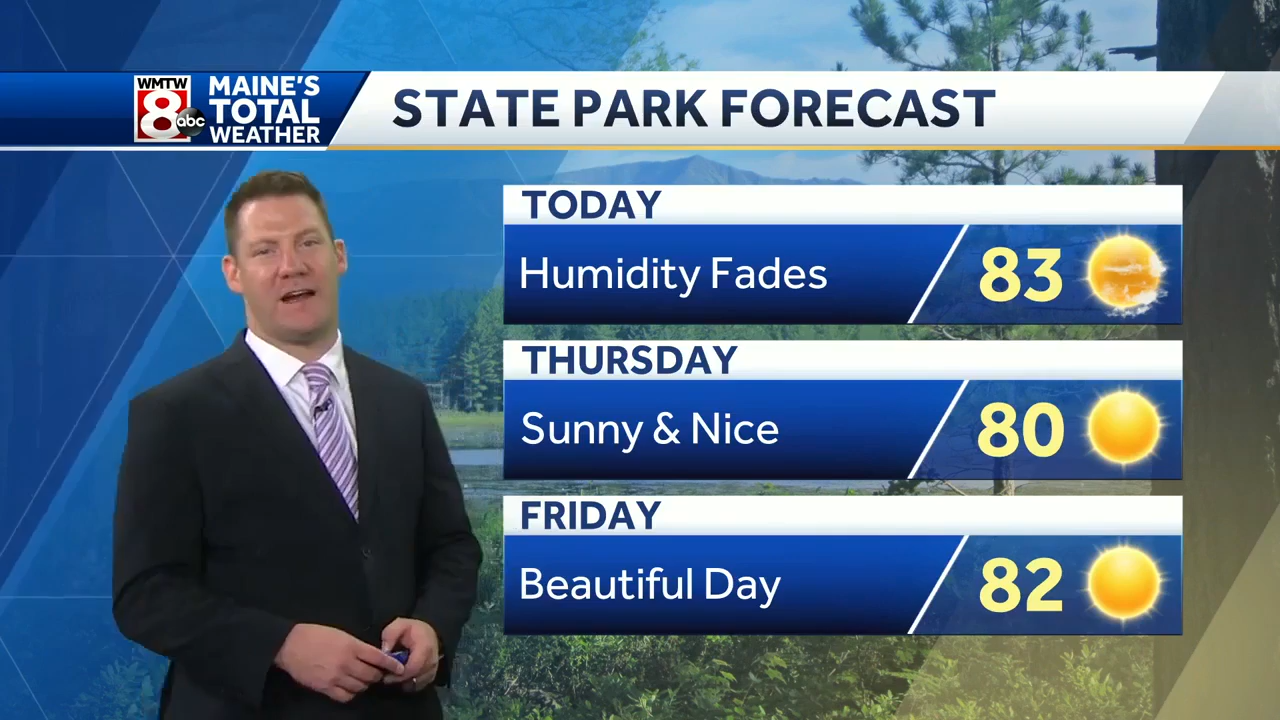 WMTW
8
abc
MAINE'S
TOTAL
WEATHER
STATE PARK FORECAST
TODAY
Humidity Fades 83
THURSDAY
Sunny & Nice 80
FRIDAY
Beautiful Day 82